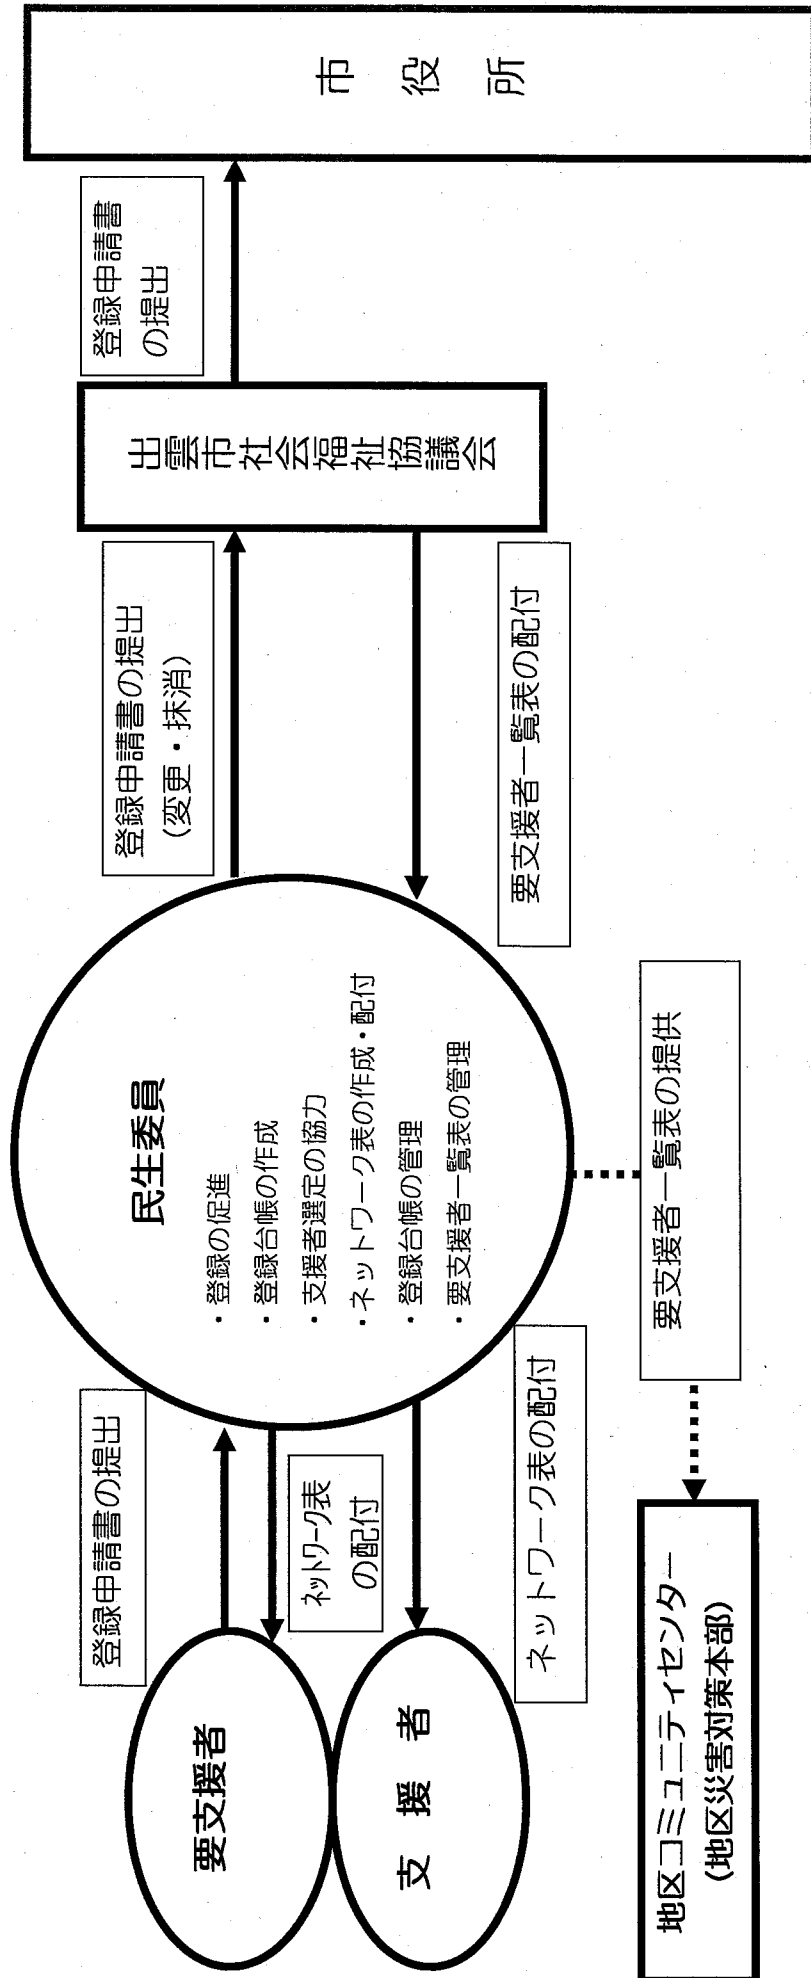 登録申請書の提出
要支援者
ネットワーク表
の配付
支援者
ネットワーク表の配付
民生委員
・登録の促進
・登録台帳の作成
・支援者選定の協力
・ネットワーク表の作成・配付
・登録台帳の管理
・要支援者一覧表の管理
登録申請書の提出
(変更・抹消)
要支援者一覧表の配付
出雲市社会福祉協議会
登録申請書
の提出
市役所
要支援者一覧表の提供
地区コミュニティセンター
(地区災害対策本部)